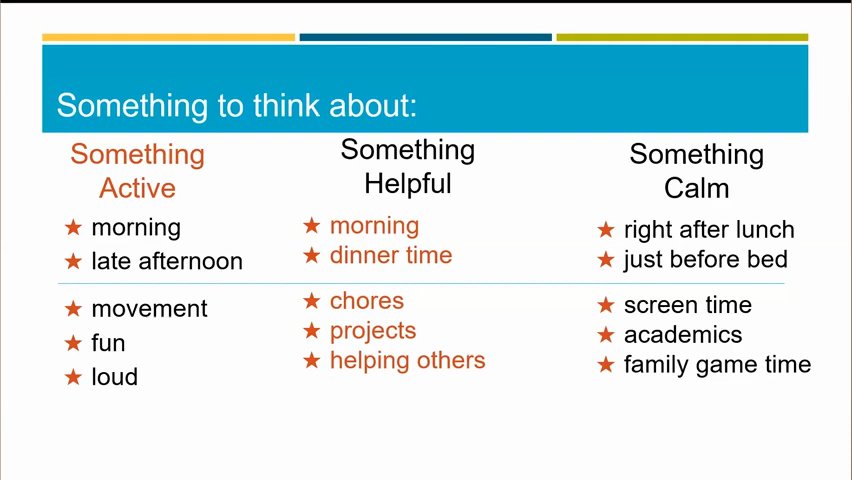 Something to think about:
Something
Active
★ morning
★ late afternoon
★ movement
★ fun
★ loud
Something
Helpful
★ morning
★ dinner time
★ chores
★ projects
★ helping others
Something
Calm
★ right after lunch
★ just before bed
★ screen time
★ academics
★ family game time